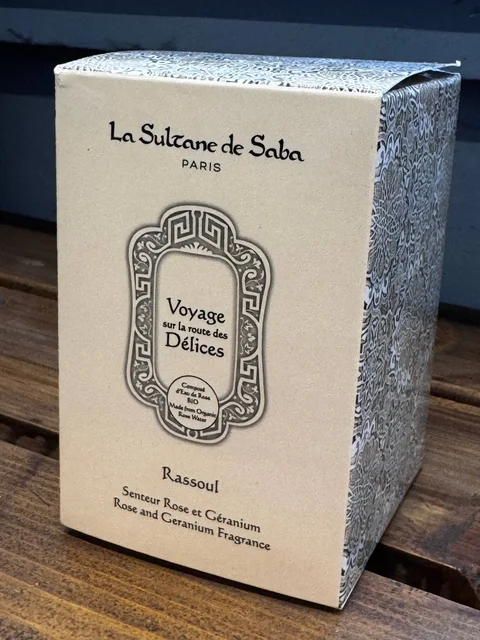 La Sultane de Saba
PARIS
Voyage
sur la route des
Délices
Composé
d'Eau de Rose
BIO
Made from Organic
Rose Water
Rassoul
Senteur Rose et Géranium
Rose and Geranium Fragrance